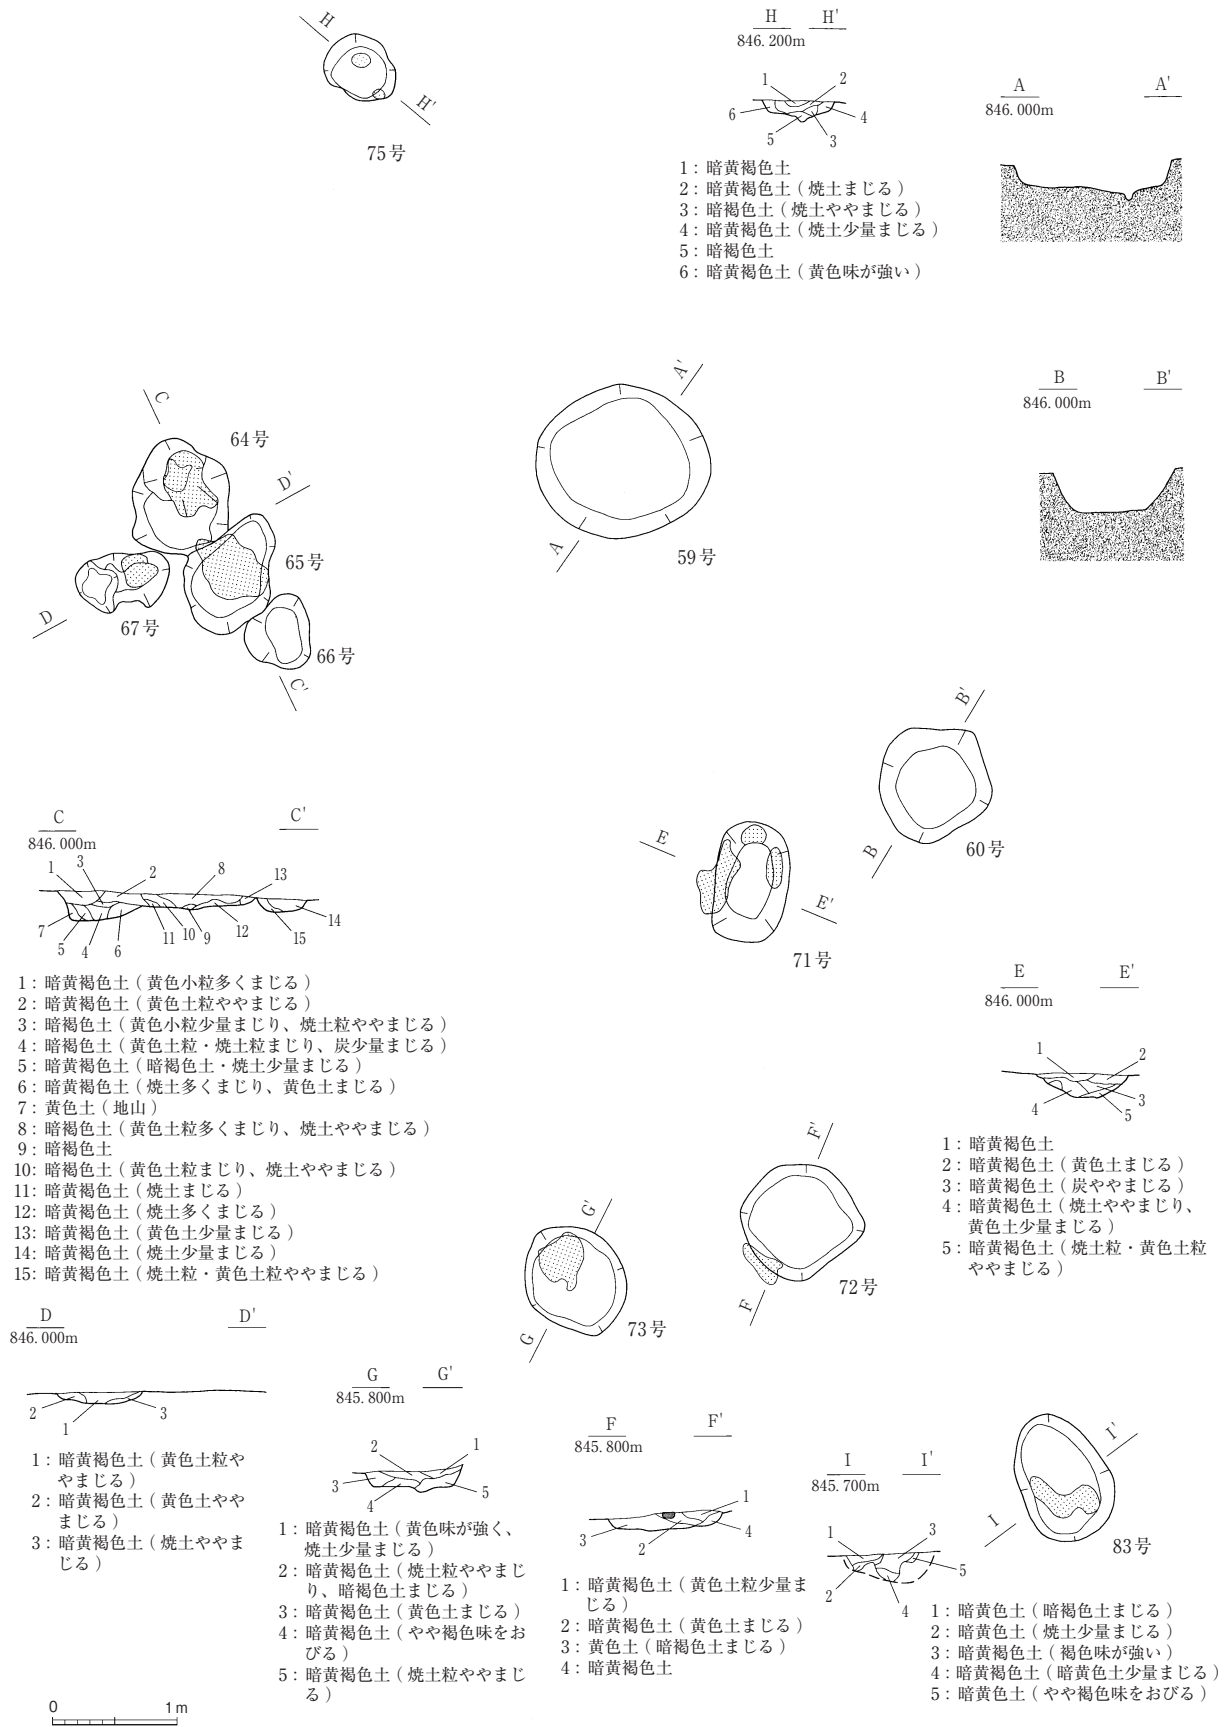 H
H'
75号
H H'
846.200m
1 2
6 4
5 3
1：暗黄褐色土
2：暗黄褐色土（焼土まじる）
3：暗褐色土（焼土ややまじる）
4：暗黄褐色土（焼土少量まじる）
5：暗褐色土
6：暗黄褐色土（黄色味が強い）
A A'
846.000m
C
64号
D'
65号
D
67号
66号
C'
A'
A
59号
B B'
846.000m
B'
B
60号
E
E'
71号
C C'
846.000m
1 3 2 8 13
7 5 4 6 11 10 9 12 15 14
1：暗黄褐色土（黄色小粒多くまじる）
2：暗黄褐色土（黄色土粒ややまじる）
3：暗褐色土（黄色小粒少量まじり、焼土粒ややまじる）
4：暗褐色土（黄色土粒・焼土粒まじり、炭少量まじる）
5：暗黄褐色土（暗褐色土・焼土少量まじる）
6：暗黄褐色土（焼土多くまじり、黄色土まじる）
7：黄色土（地山）
8：暗褐色土（黄色土粒多くまじり、焼土ややまじる）
9：暗褐色土
10：暗褐色土（黄色土粒まじり、焼土ややまじる）
11：暗黄褐色土（焼土まじる）
12：暗黄褐色土（焼土多くまじる）
13：暗黄褐色土（黄色土少量まじる）
14：暗黄褐色土（焼土少量まじる）
15：暗黄褐色土（焼土粒・黄色土粒ややまじる）
E E'
846.000m
1 2
4 3
5
1：暗黄褐色土
2：暗黄褐色土（黄色土まじる）
3：暗黄褐色土（炭ややまじる）
4：暗黄褐色土（焼土ややまじり、
黄色土少量まじる）
5：暗黄褐色土（焼土粒・黄色土粒
ややまじる）
F'
F
72号
G'
G
73号
D D'
846.000m
2 1 3
1：暗黄褐色土（黄色土粒や
やまじる）
2：暗黄褐色土（黄色土やや
まじる）
3：暗黄褐色土（焼土ややま
じる）
G G'
845.800m
2 1
3 4 5
1：暗黄褐色土（黄色味が強く、
焼土少量まじる）
2：暗黄褐色土（焼土粒ややまじ
り、暗褐色土まじる）
3：暗黄褐色土（黄色土まじる）
4：暗黄褐色土（やや褐色味をお
びる）
5：暗黄褐色土（焼土粒ややまじ
る）
F F'
845.800m
1
3 2 4
1：暗黄褐色土（黄色土粒少量ま
じる）
2：暗黄褐色土（黄色土まじる）
3：黄色土（暗褐色土まじる）
4：暗黄褐色土
I I'
845.700m
1 3
2 4 5
I'
I
83号
1：暗黄色土（暗褐色土まじる）
2：暗黄色土（焼土少量まじる）
3：暗黄褐色土（褐色味が強い）
4：暗黄褐色土（暗黄色土少量まじる）
5：暗黄色土（やや褐色味をおびる）
0 1m